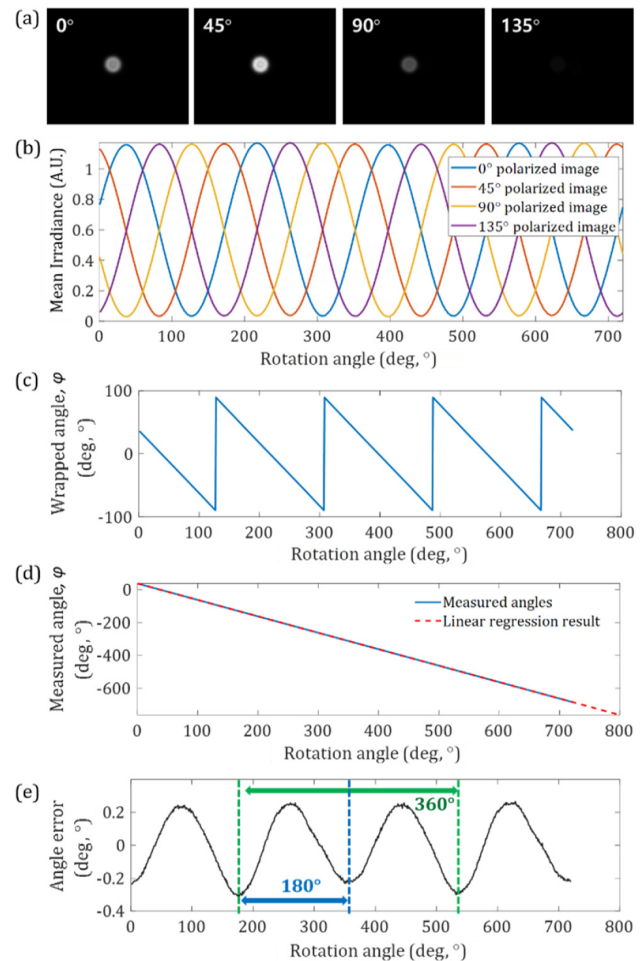 (a)
0°
45°
90°
135°
(b)
Mean Irradiance (A.U.)
1
0.8
0.6
0.4
0.2
0
0° polarized image
45° polarized image
90° polarized image
135° polarized image
0 100 200 300 400 500 600 700
Rotation angle (deg, °)
(c)
Wrapped angle, φ
(deg, °)
100
0
-100
0 100 200 300 400 500 600 700 800
Rotation angle (deg, °)
(d)
Measured angle, φ
(deg, °)
0
-200
-400
-600
Measured angles
Linear regression result
0 100 200 300 400 500 600 700 800
Rotation angle (deg, °)
(e)
Angle error
(deg, °)
0.2
0
-0.2
-0.4
360°
180°
0 100 200 300 400 500 600 700 800
Rotation angle (deg, °)